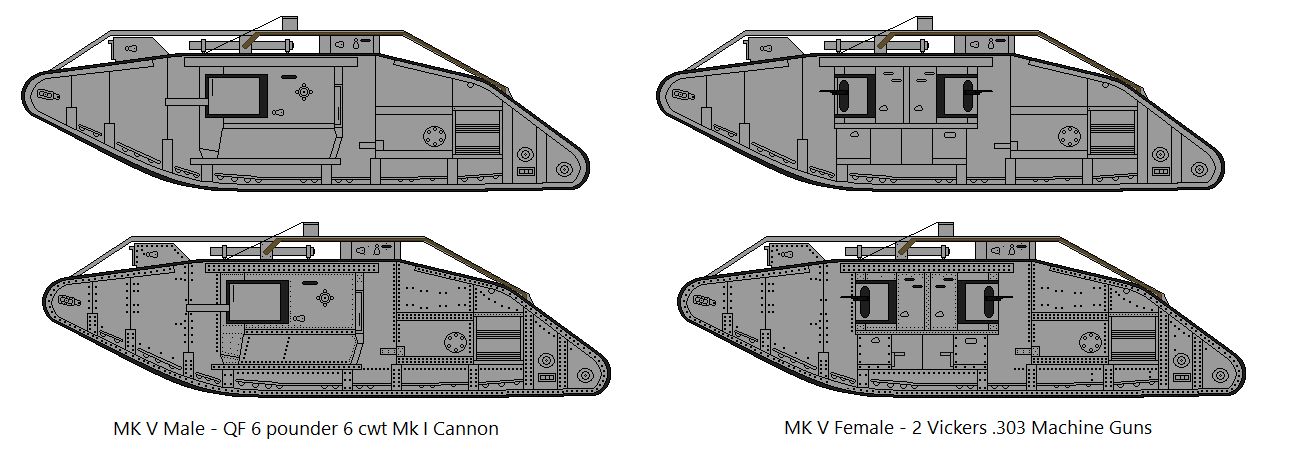 MK V Male - QF 6 pounder 6 cwt Mk I Cannon
MK V Female - 2 Vickers .303 Machine Guns